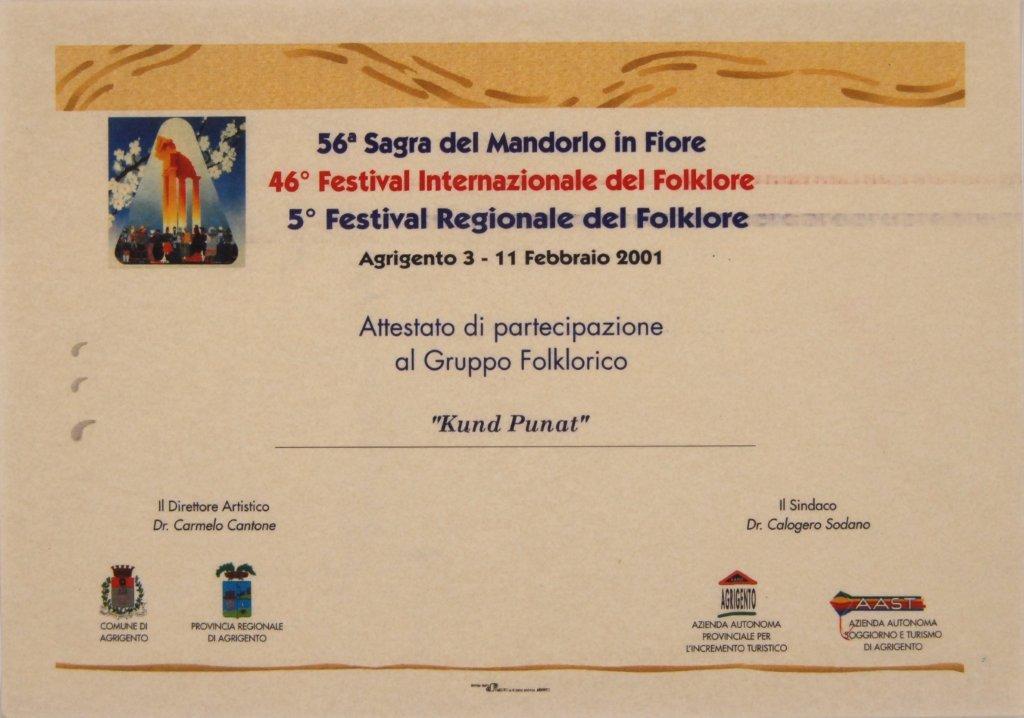 56ª Sagra del Mandorlo in Fiore
46° Festival Internazionale del Folklore
5° Festival Regionale del Folklore
Agrigento 3 - 11 Febbraio 2001
Attestato di partecipazione
al Gruppo Folklorico
"Kund Punat"
Il Direttore Artistico
Dr. Carmelo Cantone
Il Sindaco
Dr. Calogero Sodano
COMUNE DI
AGRIGENTO
PROVINCIA REGIONALE
DI AGRIGENTO
AGRIGENTO
AZIENDA AUTONOMA
PROVINCIALE PER
L'INCREMENTO TURISTICO
AAST
AZIENDA AUTONOMA
SOGGIORNO E TURISMO
DI AGRIGENTO